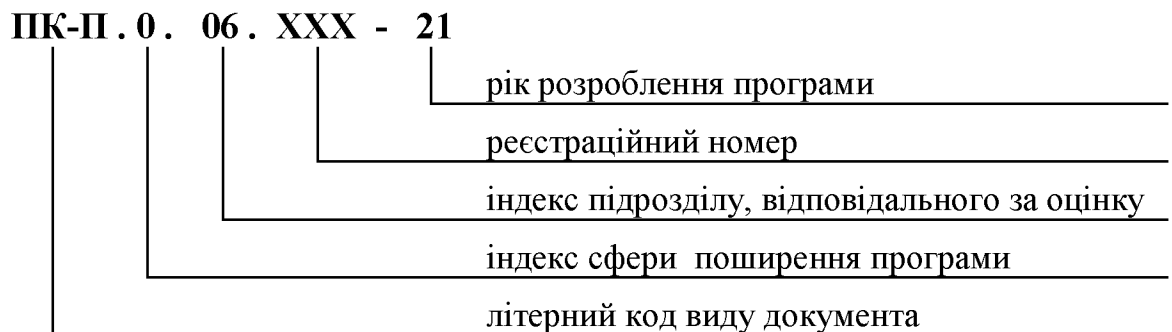 ПК-П . 0 . 06 . ХХХ - 21
рік розроблення програми
реєстраційний номер
індекс підрозділу, відповідального за оцінку
індекс сфери поширення програми
літерний код виду документа